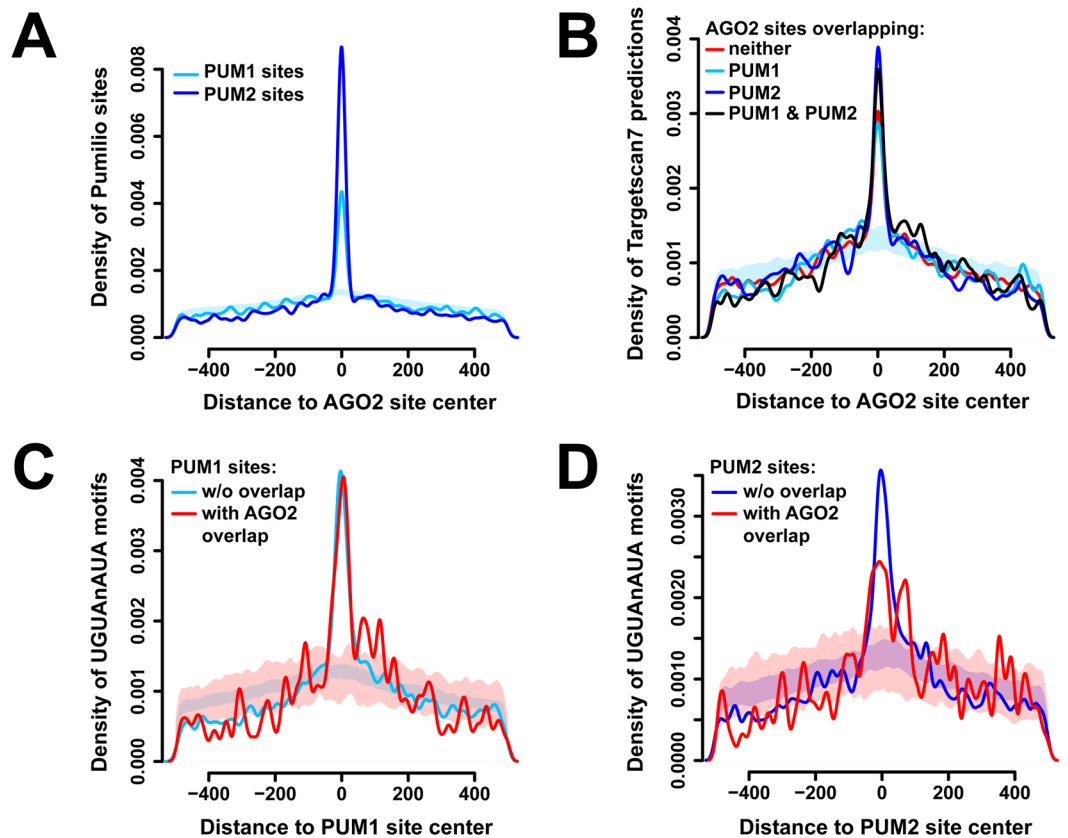 A
Density of Pumilio sites
0.000
0.002
0.004
0.006
0.008
PUM1 sites
PUM2 sites
−400
−200
0
200
400
Distance to AGO2 site center
B
Density of Targetscan7 predictions
0.000
0.001
0.002
0.003
0.004
AGO2 sites overlapping:
neither
PUM1
PUM2
PUM1 & PUM2
−400
−200
0
200
400
Distance to AGO2 site center
C
Density of UGUAnAUA motifs
0.000
0.001
0.002
0.003
0.004
PUM1 sites:
w/o overlap
with AGO2
overlap
−400
−200
0
200
400
Distance to PUM1 site center
D
Density of UGUAnAUA motifs
0.0000
0.0010
0.0020
0.0030
PUM2 sites:
w/o overlap
with AGO2
overlap
−400
−200
0
200
400
Distance to PUM2 site center